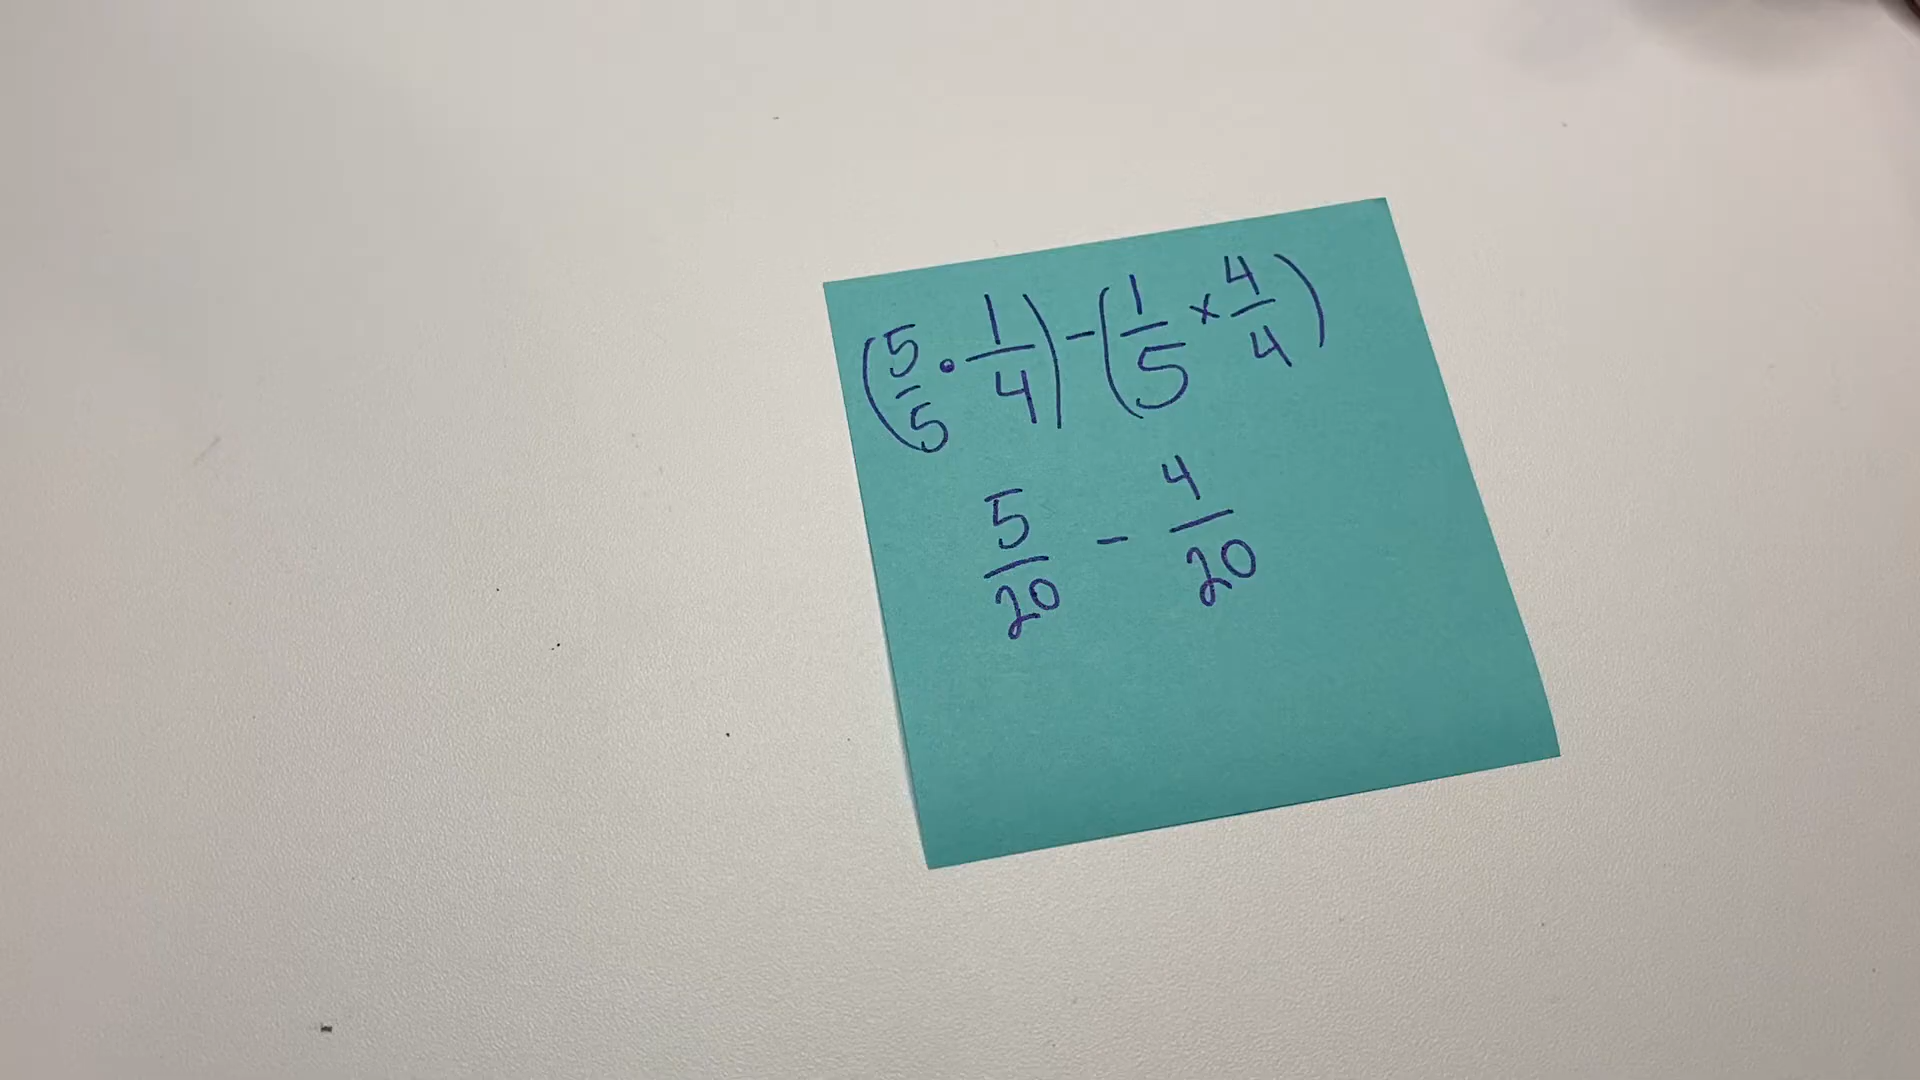 (5/5 • 1/4) - (1/5 × 4/4)
5/20 - 4/20